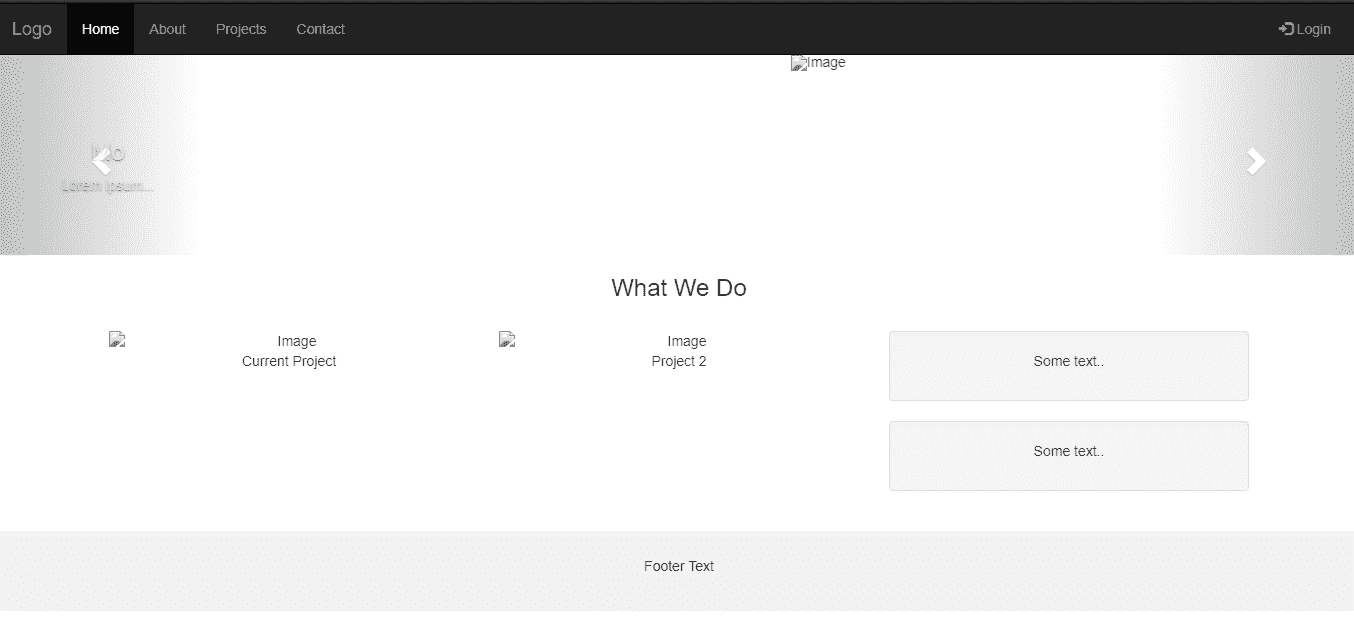 Logo Home About Projects Contact Login
Image
Mo
Lorem ipsum...
What We Do
Image Image
Current Project Project 2 Some text..
Some text..
Footer Text